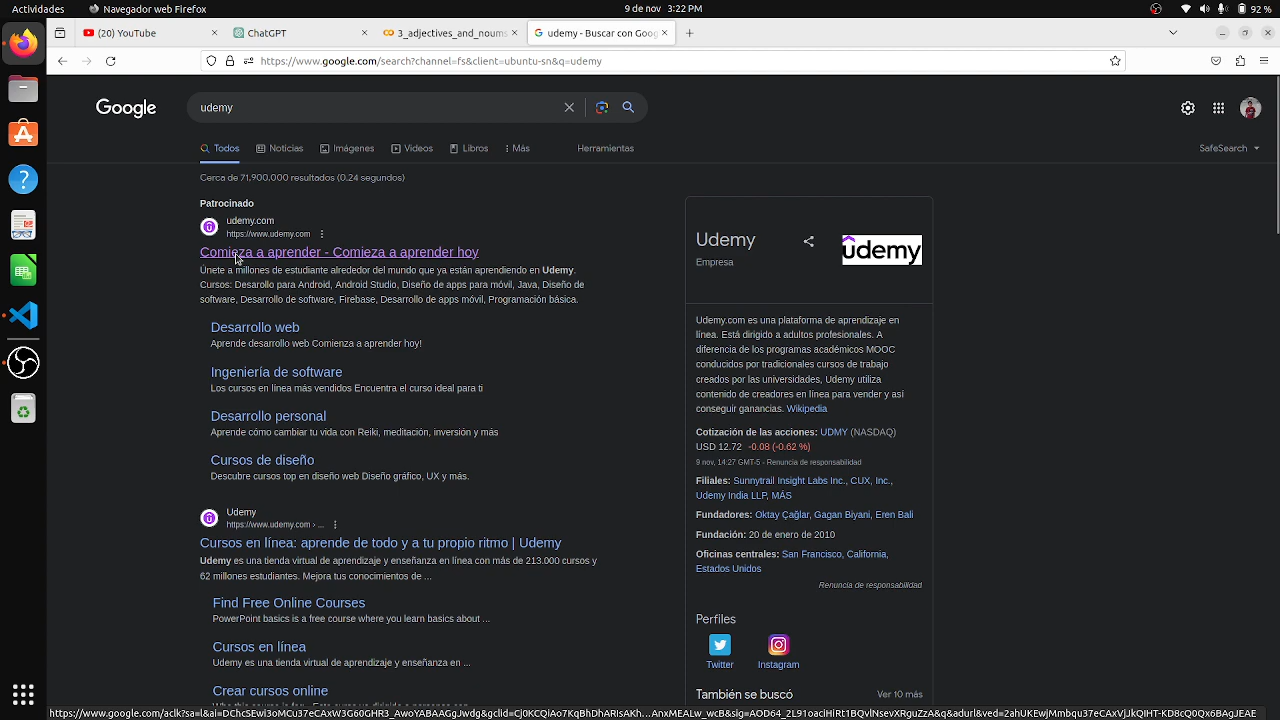 Actividades
Navegador web Firefox
9 de nov 3:22 PM
92 %
(20) YouTube
ChatGPT
3_adjectives_and_nouns
udemy - Buscar con Goog
https://www.google.com/search?channel=fs&client=ubuntu-sn&q=udemy
Google
udemy
Todos
Noticias
Imágenes
Videos
Libros
Más
Herramientas
SafeSearch
Cerca de 71,900,000 resultados (0.24 segundos)
Patrocinado
udemy.com
https://www.udemy.com
Comieza a aprender - Comieza a aprender hoy
Únete a millones de estudiante alrededor del mundo que ya están aprendiendo en Udemy.
Cursos: Desarollo para Android, Android Studio, Diseño de apps para móvil, Java, Diseño de
software, Desarollo de software, Firebase, Desarollo de apps móvil, Programación básica.
Desarrollo web
Aprende desarrollo web Comienza a aprender hoy!
Ingeniería de software
Los cursos en línea más vendidos Encuentra el curso ideal para ti
Desarrollo personal
Aprende cómo cambiar tu vida con Reiki, meditación, inversión y más
Cursos de diseño
Descubre cursos top en diseño web Diseño gráfico, UX y más.
Udemy
https://www.udemy.com › ...
Cursos en línea: aprende de todo y a tu propio ritmo | Udemy
Udemy es una tienda virtual de aprendizaje y enseñanza en línea con más de 213.000 cursos y
62 millones estudiantes. Mejora tus conocimientos de ...
Find Free Online Courses
PowerPoint basics is a free course where you learn basics about ...
Cursos en línea
Udemy es una tienda virtual de aprendizaje y enseñanza en ...
Crear cursos online
Udemy
Empresa
udemy
Udemy.com es una plataforma de aprendizaje en
línea. Está dirigido a adultos profesionales. A
diferencia de los programas académicos MOOC
conducidos por tradicionales cursos de trabajo
creados por las universidades, Udemy utiliza
contenido de creadores en línea para vender y así
conseguir ganancias. Wikipedia
Cotización de las acciones: UDMY (NASDAQ)
USD 12.72 -0.08 (-0.62 %)
9 nov, 14:27 GMT-5 - Renuncia de responsabilidad
Filiales: Sunnytrail Insight Labs Inc., CUX, Inc.,
Udemy India LLP, MÁS
Fundadores: Oktay Çağlar, Gagan Biyani, Eren Bali
Fundación: 20 de enero de 2010
Oficinas centrales: San Francisco, California,
Estados Unidos
Renuncia de responsabilidad
Perfiles
Twitter
Instagram
También se buscó
Ver 10 más